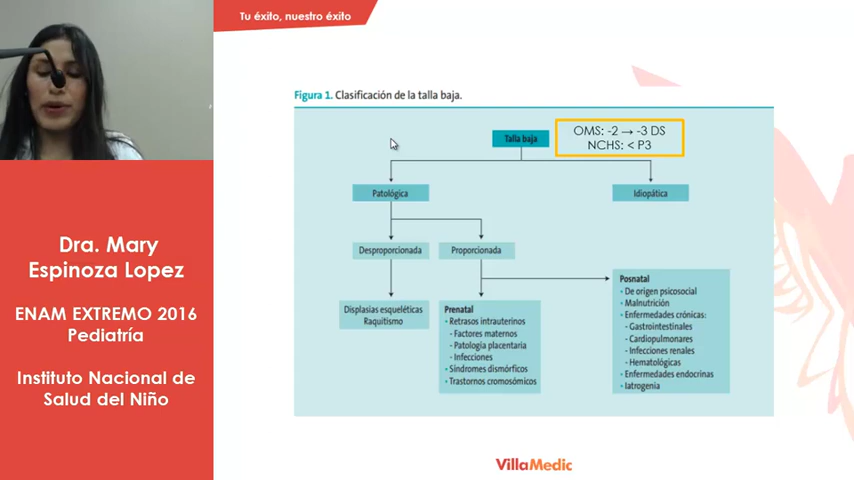 Tu éxito, nuestro éxito
Dra. Mary
Espinoza Lopez
ENAM EXTREMO 2016
Pediatría
Instituto Nacional de
Salud del Niño
Figura 1. Clasificación de la talla baja.
Talla baja
OMS: -2 → -3 DS
NCHS: < P3
Patológica
Idiopática
Desproporcionada
Proporcionada
Displasias esqueléticas
Raquitismo
Prenatal
• Retrasos intrauterinos
- Factores maternos
- Patología placentaria
- Infecciones
• Síndromes dismórficos
• Trastornos cromosómicos
Posnatal
• De origen psicosocial
• Malnutrición
• Enfermedades crónicas:
- Gastrointestinales
- Cardiopulmonares
- Infecciones renales
- Hematológicas
• Enfermedades endocrinas
• Iatrogenia
VillaMedic